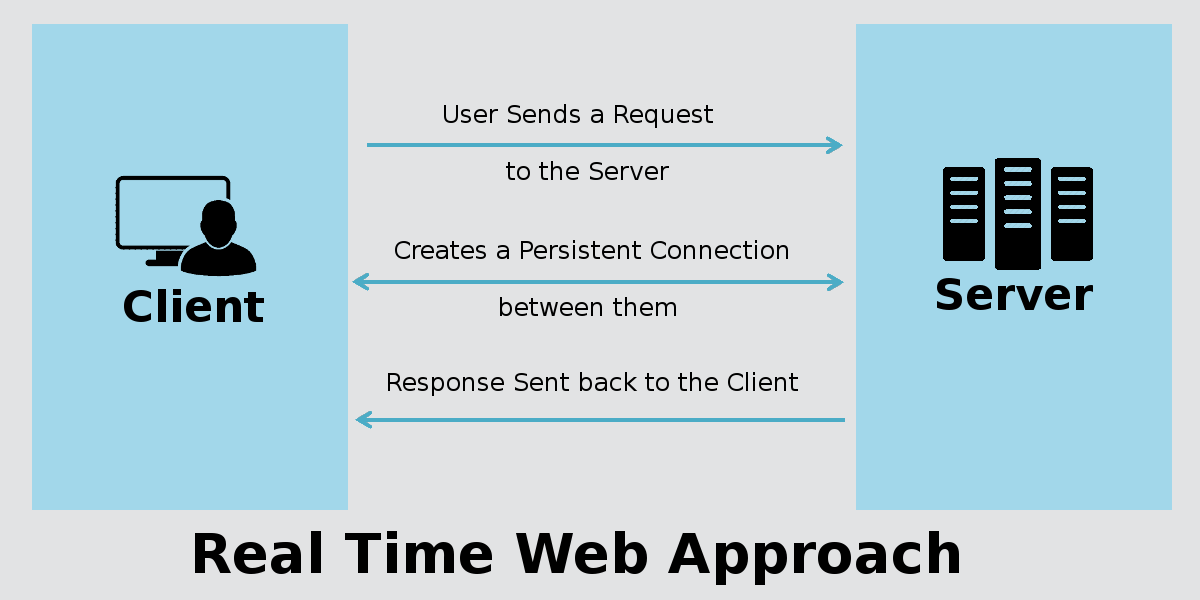 User Sends a Request
to the Server
Creates a Persistent Connection
between them
Response Sent back to the Client
Client
Server
Real Time Web Approach